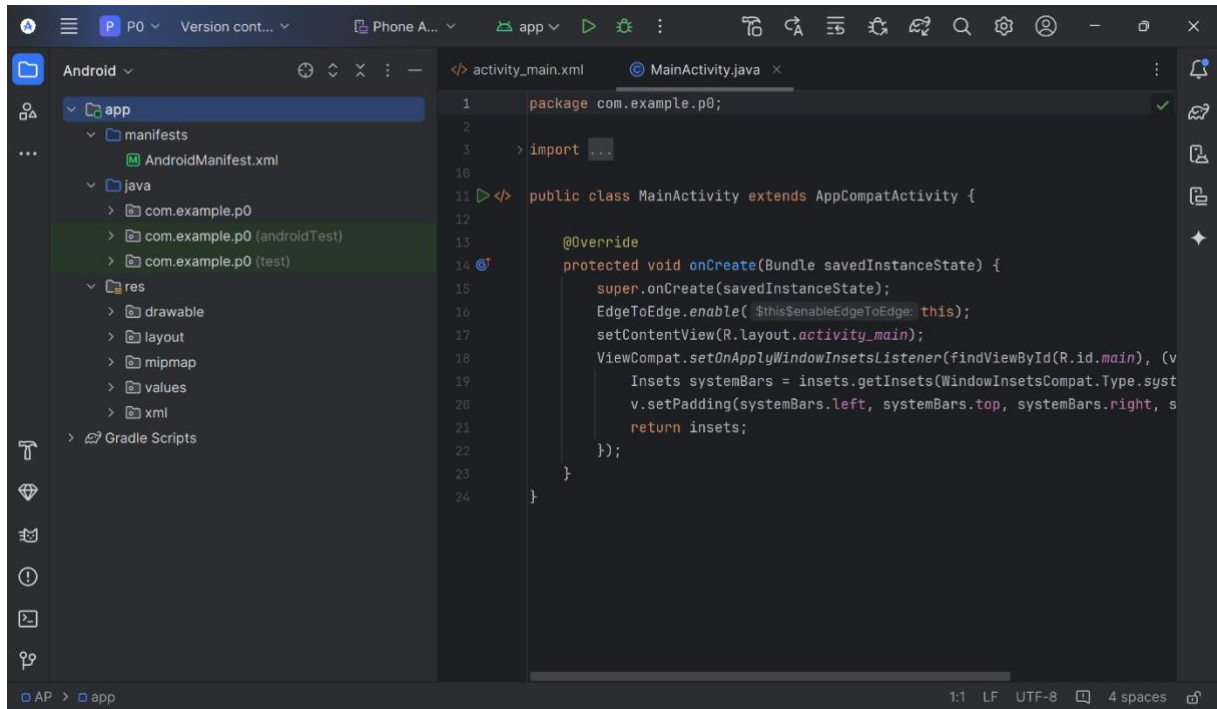 P P0 Version cont... Phone A... app
Android
app
manifests
AndroidManifest.xml
java
com.example.p0
com.example.p0 (androidTest)
com.example.p0 (test)
res
drawable
layout
mipmap
values
xml
Gradle Scripts
activity_main.xml MainActivity.java
1 package com.example.p0;
2
3 import ...
10
11 public class MainActivity extends AppCompatActivity {
12
13 @Override
14 protected void onCreate(Bundle savedInstanceState) {
15 super.onCreate(savedInstanceState);
16 EdgeToEdge.enable( $this$enableEdgeToEdge: this);
17 setContentView(R.layout.activity_main);
18 ViewCompat.setOnApplyWindowInsetsListener(findViewById(R.id.main), (v
19 Insets systemBars = insets.getInsets(WindowInsetsCompat.Type.syst
20 v.setPadding(systemBars.left, systemBars.top, systemBars.right, s
21 return insets;
22 });
23 }
24 }
AP > app 1:1 LF UTF-8 4 spaces